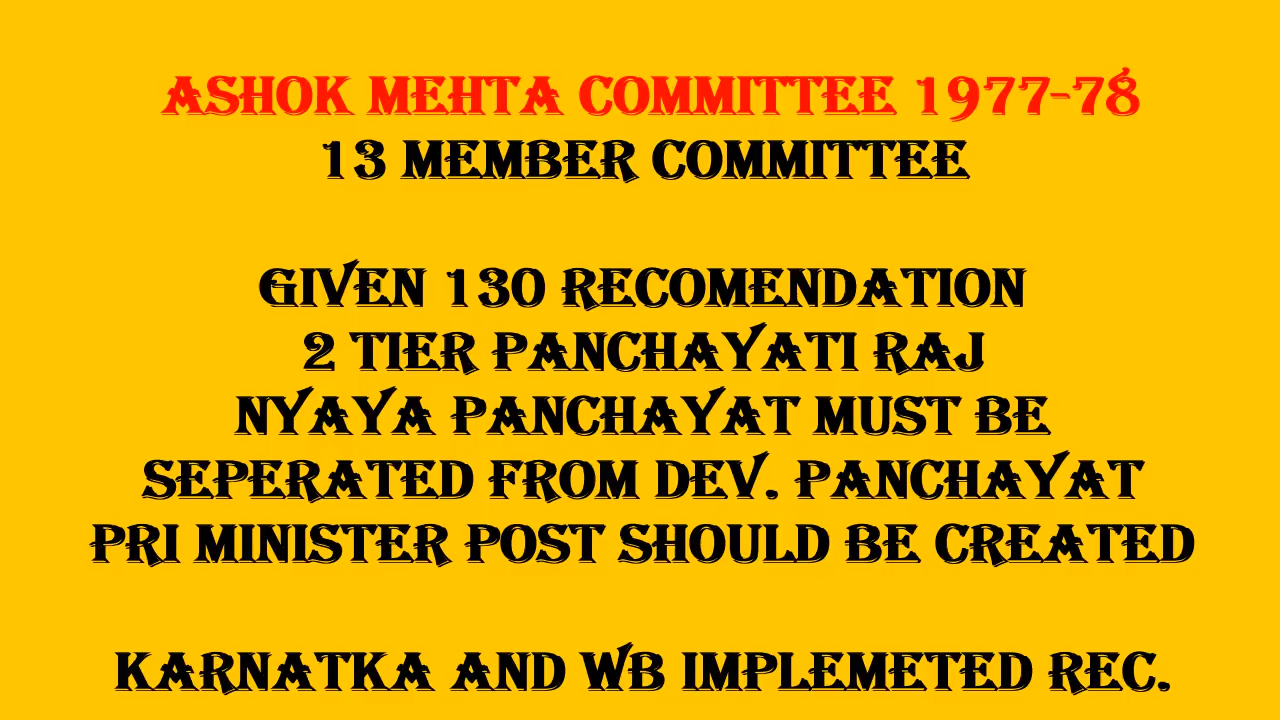 ASHOK MEHTA COMMITTEE 1977-78
13 MEMBER COMMITTEE
GIVEN 130 RECOMENDATION
2 TIER PANCHAYATI RAJ
NYAYA PANCHAYAT MUST BE
SEPERATED FROM DEV. PANCHAYAT
PRI MINISTER POST SHOULD BE CREATED
KARNATKA AND WB IMPLEMETED REC.